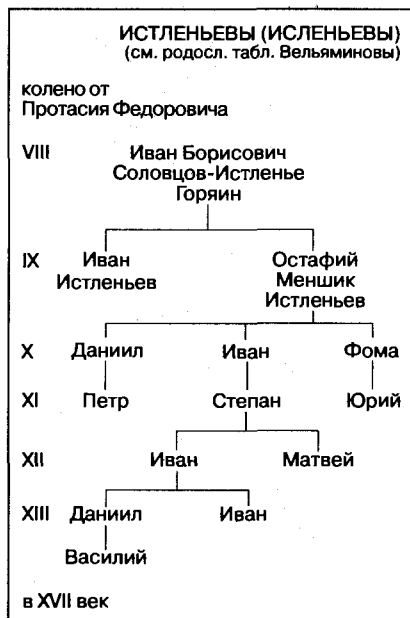 ИСТЛЕНЬЕВЫ (ИСЛЕНЬЕВЫ)
(см. родосл. табл. Вельяминовы)
колено от
Протасия Федоровича
VIII Иван Борисович
Соловцов-Истленье
Горяин
IX Иван Остафий
Истленьев Меншик
Истленьев
X Даниил Иван Фома
XI Петр Степан Юрий
XII Иван Матвей
XIII Даниил Иван
Василий
в XVII век